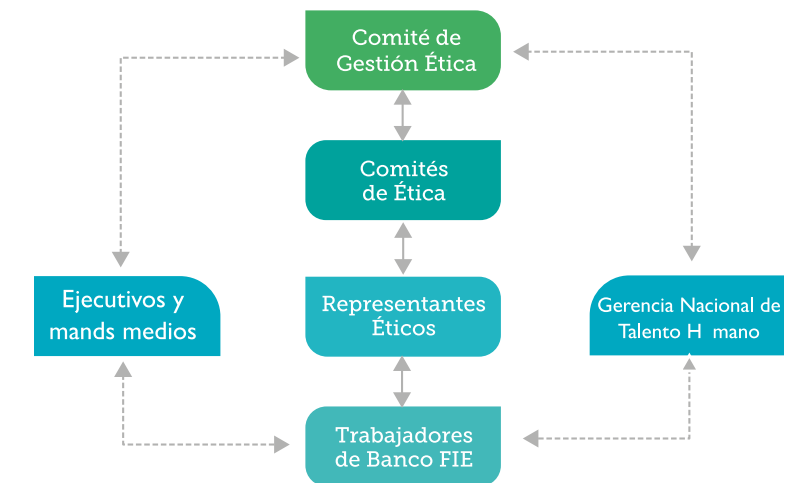 Comité de
Gestión Ética
Comités
de Ética
Ejecutivos y
mands medios
Representantes
Éticos
Gerencia Nacional de
Talento H mano
Trabajadores
de Banco FIE